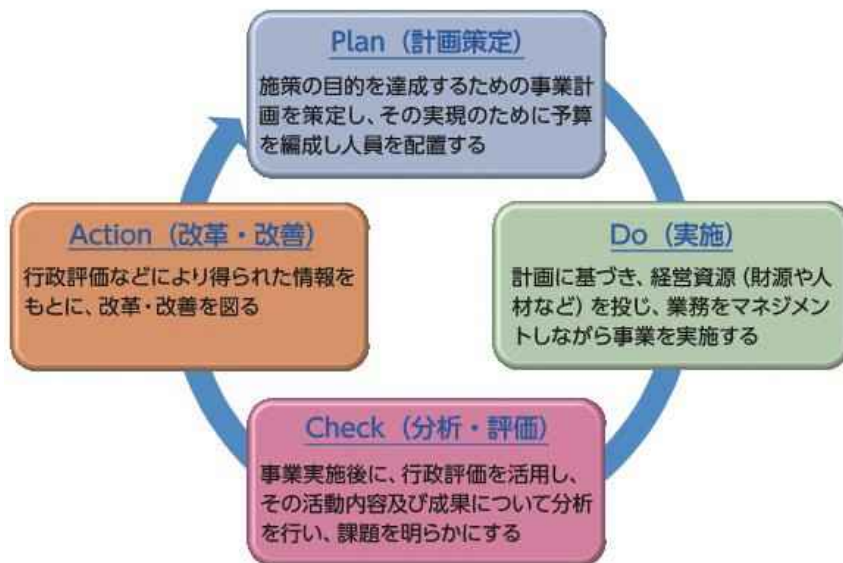 Plan（計画策定）
施策の目的を達成するための事業計
画を策定し、その実現のために予算
を編成し人員を配置する
Do（実施）
計画に基づき、経営資源（財源や人
材など）を投じ、業務をマネジメン
トしながら事業を実施する
Check（分析・評価）
事業実施後に、行政評価を活用し、
その活動内容及び成果について分析
を行い、課題を明らかにする
Action（改革・改善）
行政評価などにより得られた情報を
もとに、改革・改善を図る